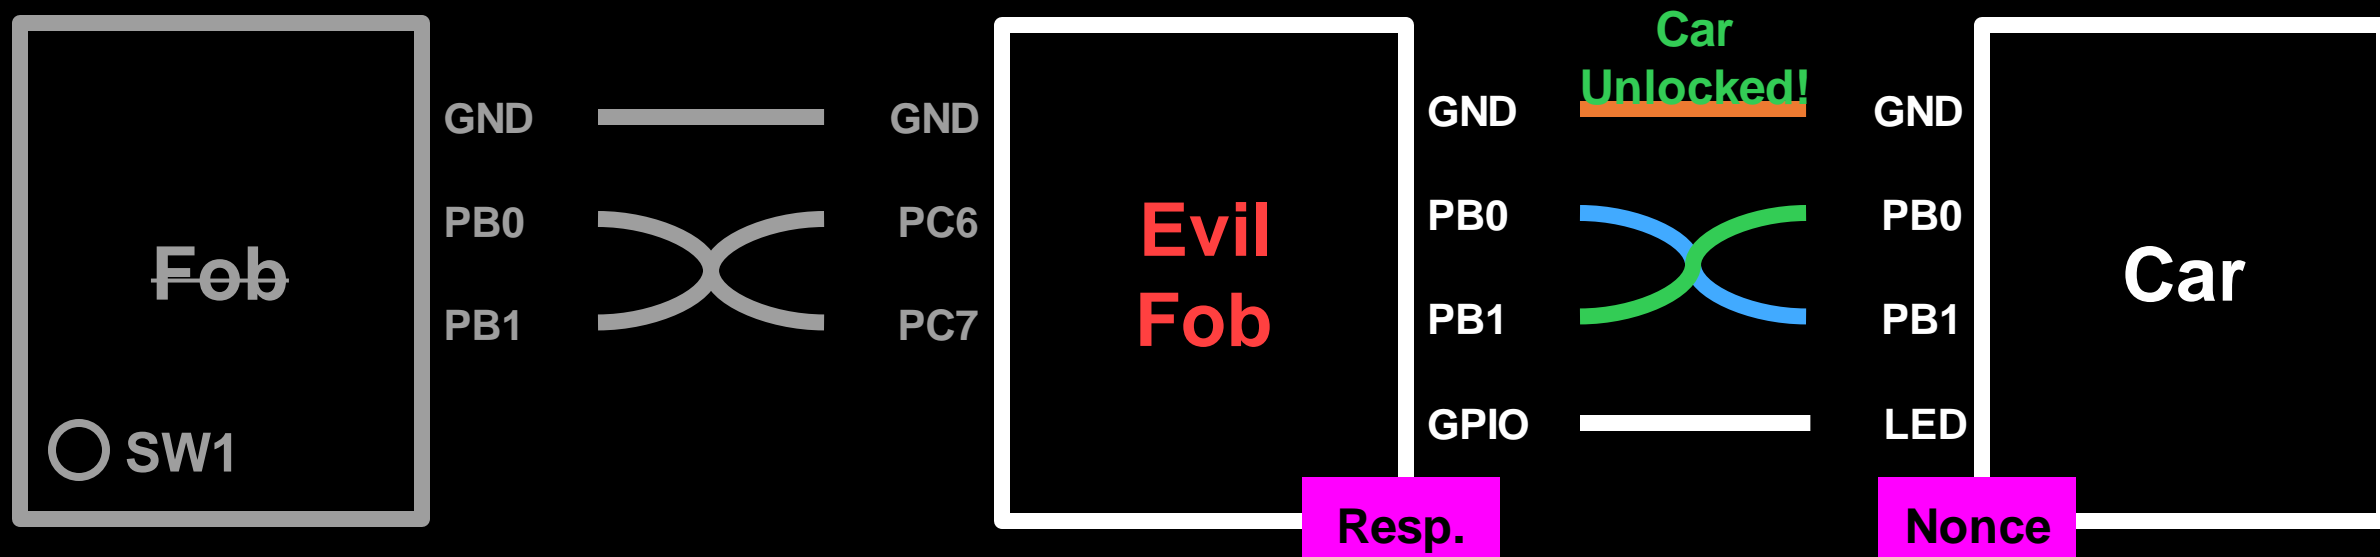 Fob
SW1
GND
PB0
PB1
GND
PC6
PC7
Evil
Fob
GND
PB0
PB1
GPIO
Resp.
Car
Unlocked!
GND
PB0
PB1
LED
Nonce
Car